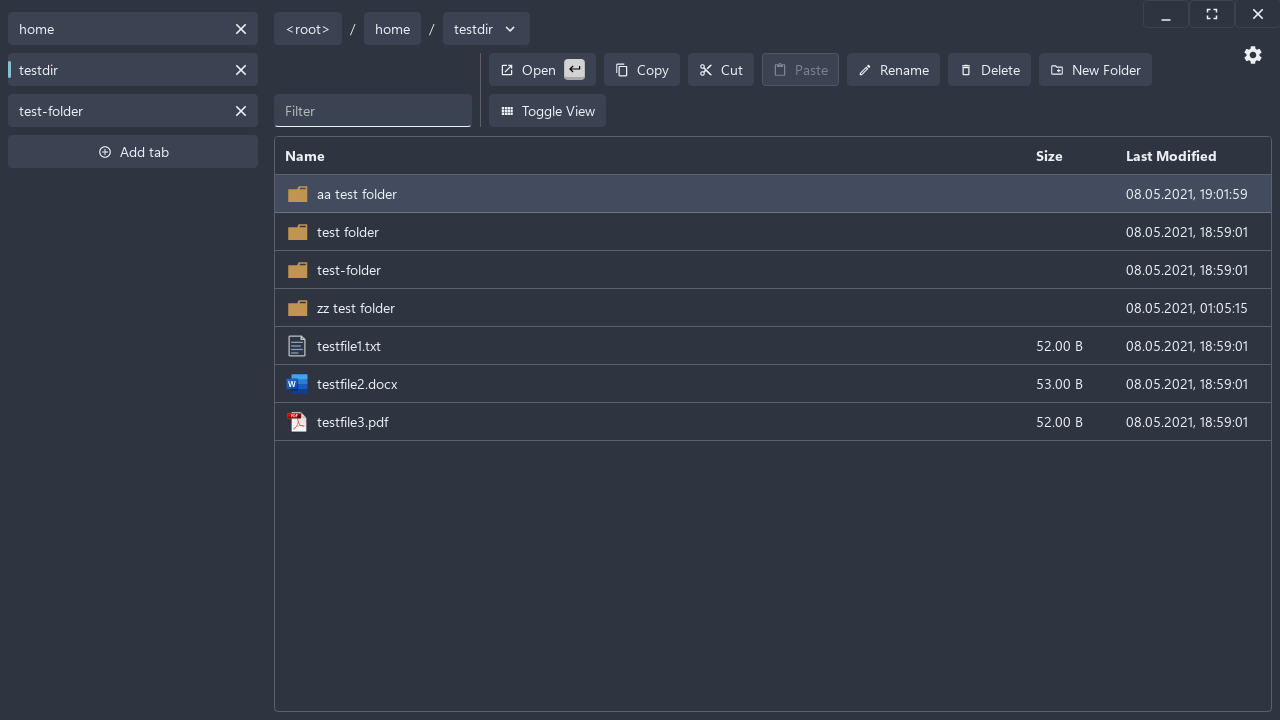 home
testdir
test-folder
Add tab
<root> / home / testdir
Open Copy Cut Paste Rename Delete New Folder
Filter Toggle View
Name Size Last Modified
aa test folder 08.05.2021, 19:01:59
test folder 08.05.2021, 18:59:01
test-folder 08.05.2021, 18:59:01
zz test folder 08.05.2021, 01:05:15
testfile1.txt 52.00 B 08.05.2021, 18:59:01
W testfile2.docx 53.00 B 08.05.2021, 18:59:01
PDF testfile3.pdf 52.00 B 08.05.2021, 18:59:01